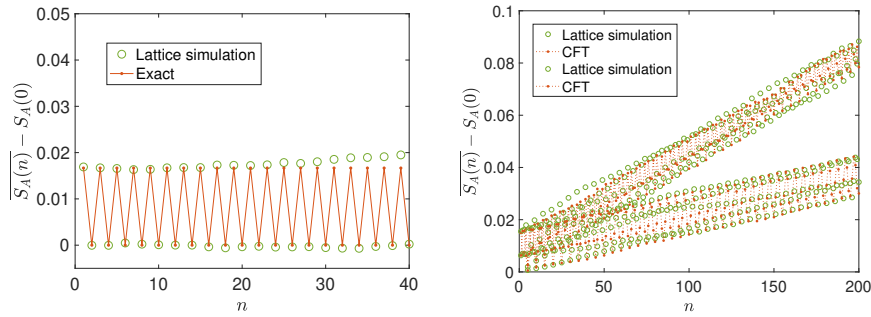 0.05
0.04
0.03
0.02
0.01
0
0
10
20
30
40
n
$\overline{S_A(n)} - S_A(0)$
Lattice simulation
Exact
0.1
0.08
0.06
0.04
0.02
0
0
50
100
150
200
n
$\overline{S_A(n)} - S_A(0)$
Lattice simulation
CFT
Lattice simulation
CFT